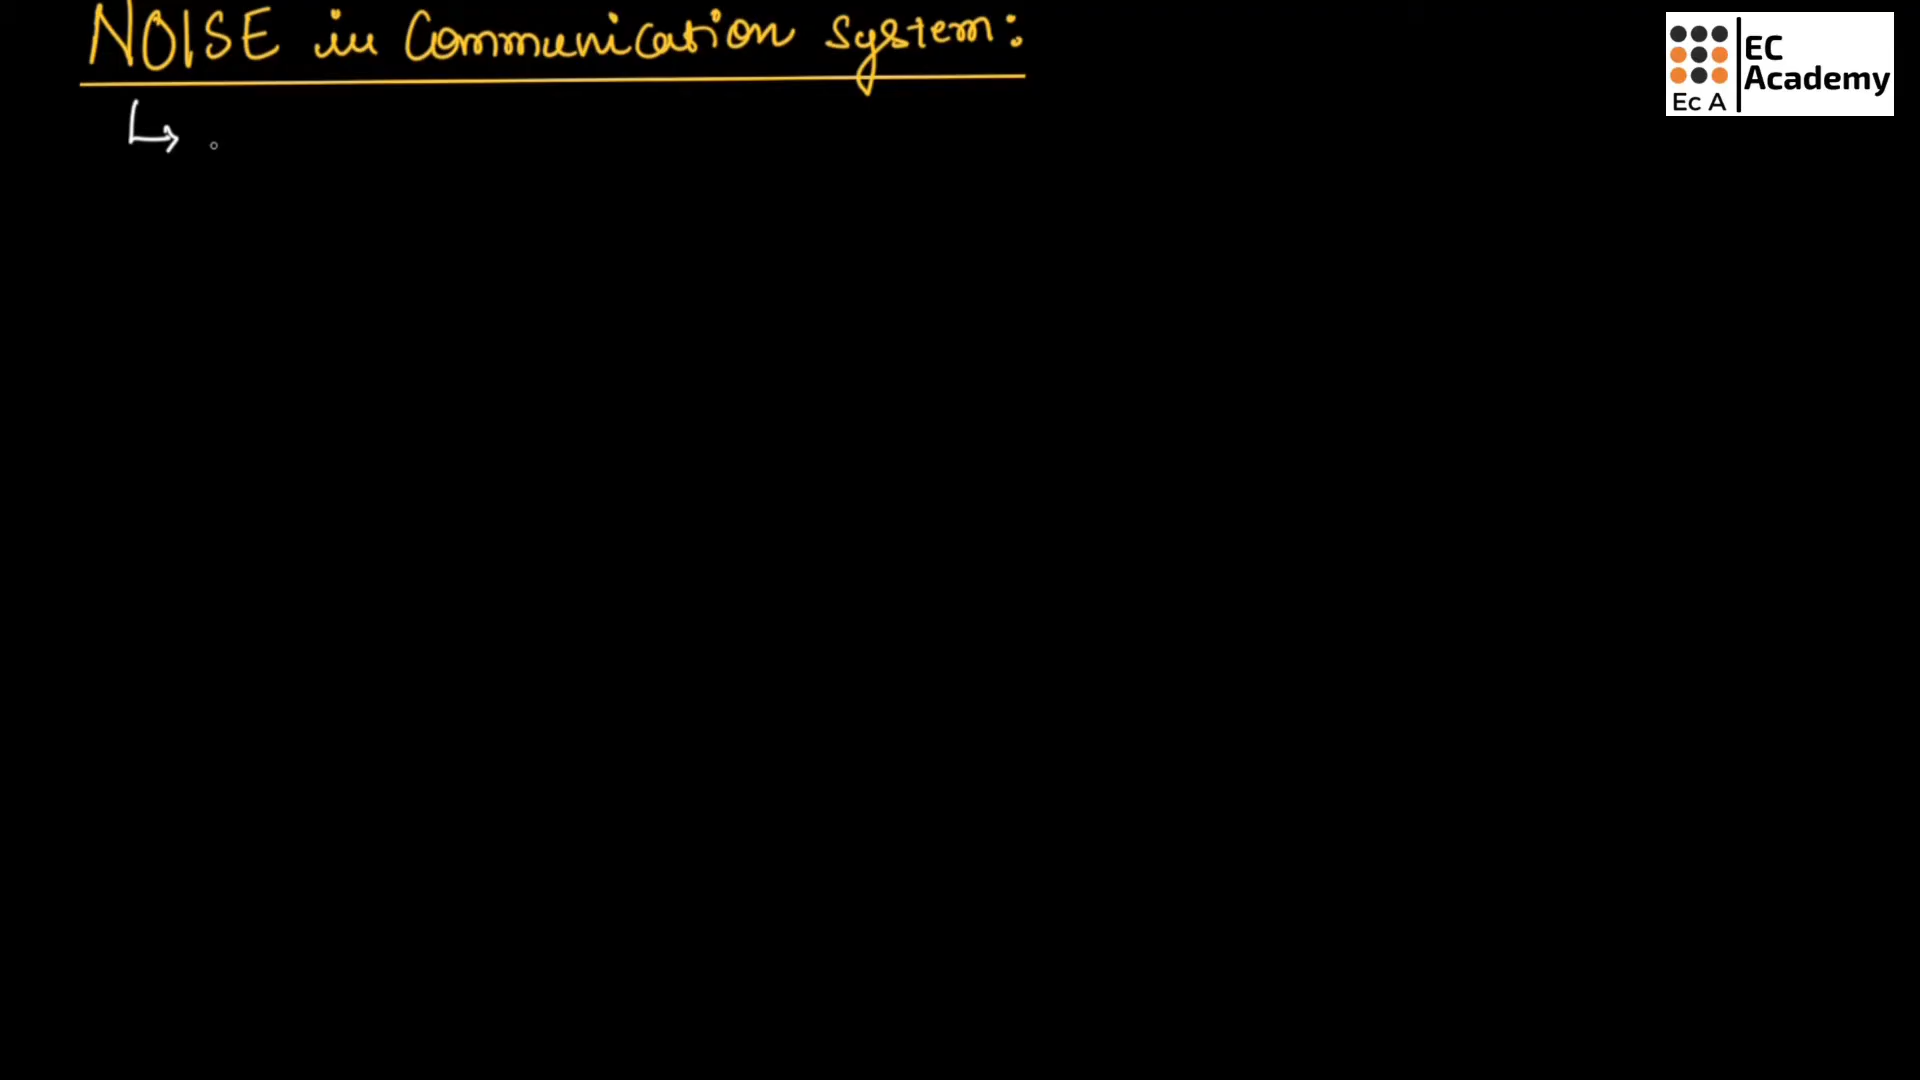 NOISE in Communication System:
↳
EC
Academy
Ec A